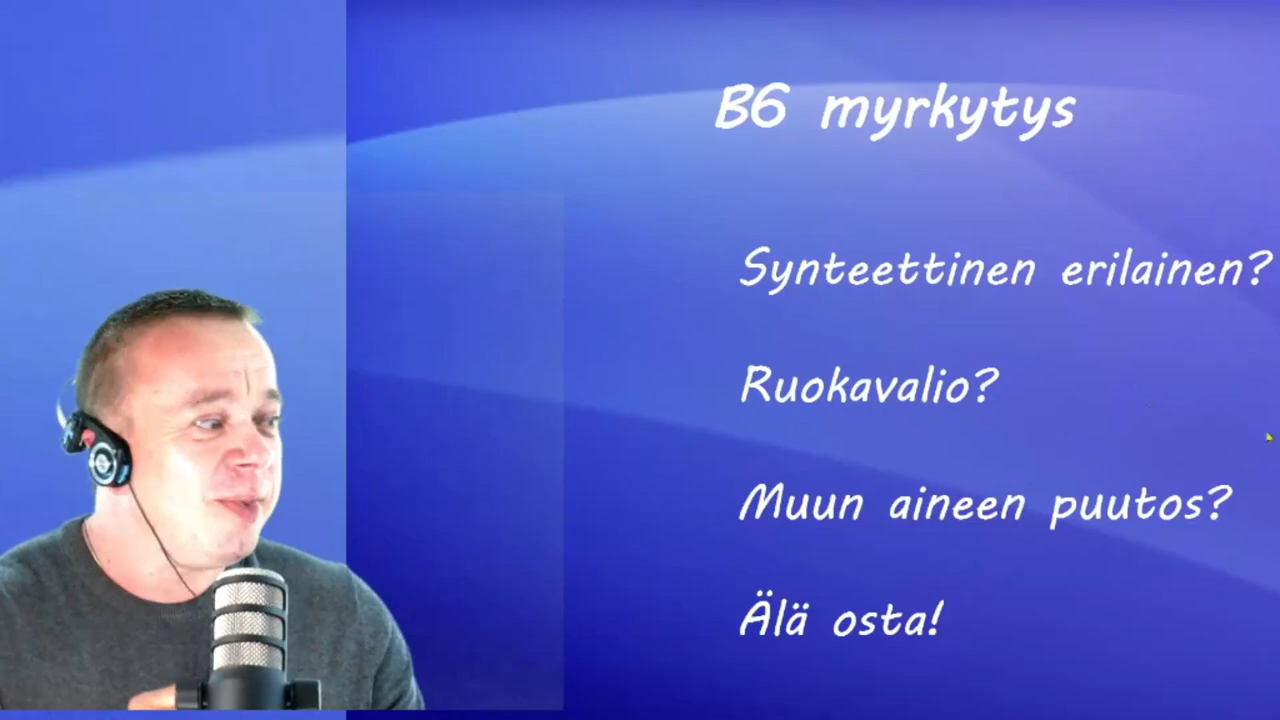 B6 myrkytys
Synteettinen erilainen?
Ruokavalio?
Muun aineen puutos?
Älä osta!